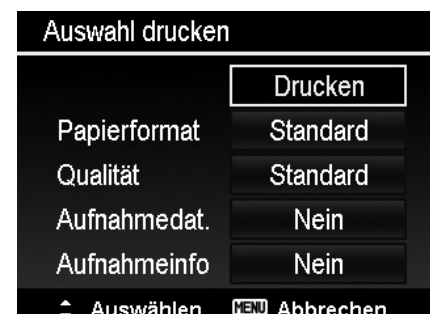 Auswahl drucken
Drucken
Papierformat Standard
Qualität Standard
Aufnahmedat. Nein
Aufnahmeinfo Nein
Auswählen MENU Abbrechen